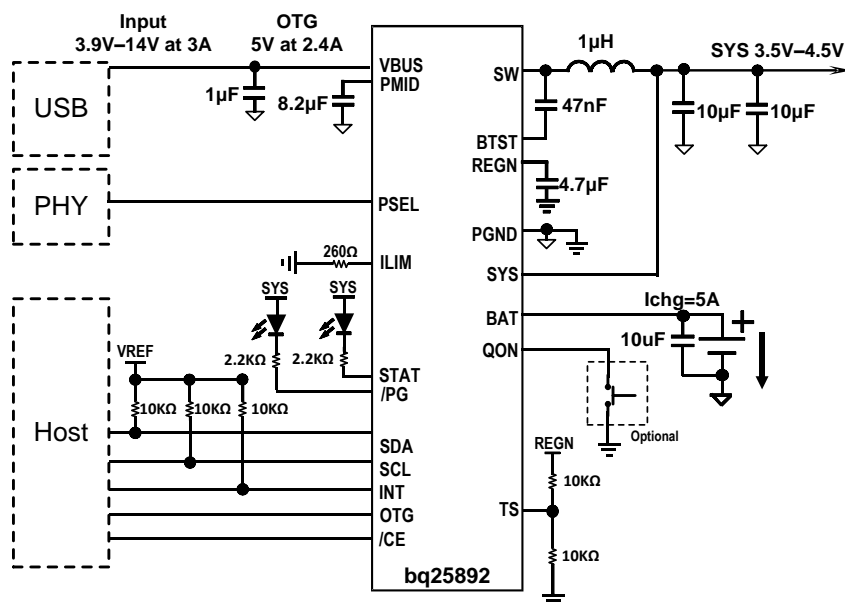 Input
3.9V–14V at 3A
OTG
5V at 2.4A
USB
PHY
Host
1µF
8.2µF
VBUS
PMID
PSEL
260Ω
ILIM
SYS
SYS
2.2KΩ
2.2KΩ
STAT
/PG
VREF
10KΩ
10KΩ
10KΩ
SDA
SCL
INT
OTG
/CE
bq25892
SW
1µH
SYS 3.5V–4.5V
47nF
10µF
10µF
BTST
REGN
4.7µF
PGND
SYS
Ichg=5A
BAT
10uF
+
QON
Optional
REGN
10KΩ
TS
10KΩ